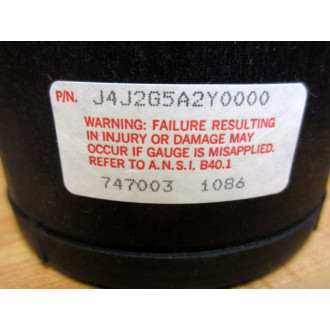 P/N. J4J2G5A2Y0000
WARNING: FAILURE RESULTING
IN INJURY OR DAMAGE MAY
OCCUR IF GAUGE IS MISAPPLIED.
REFER TO A.N.S.I. B40.1
747003 1086